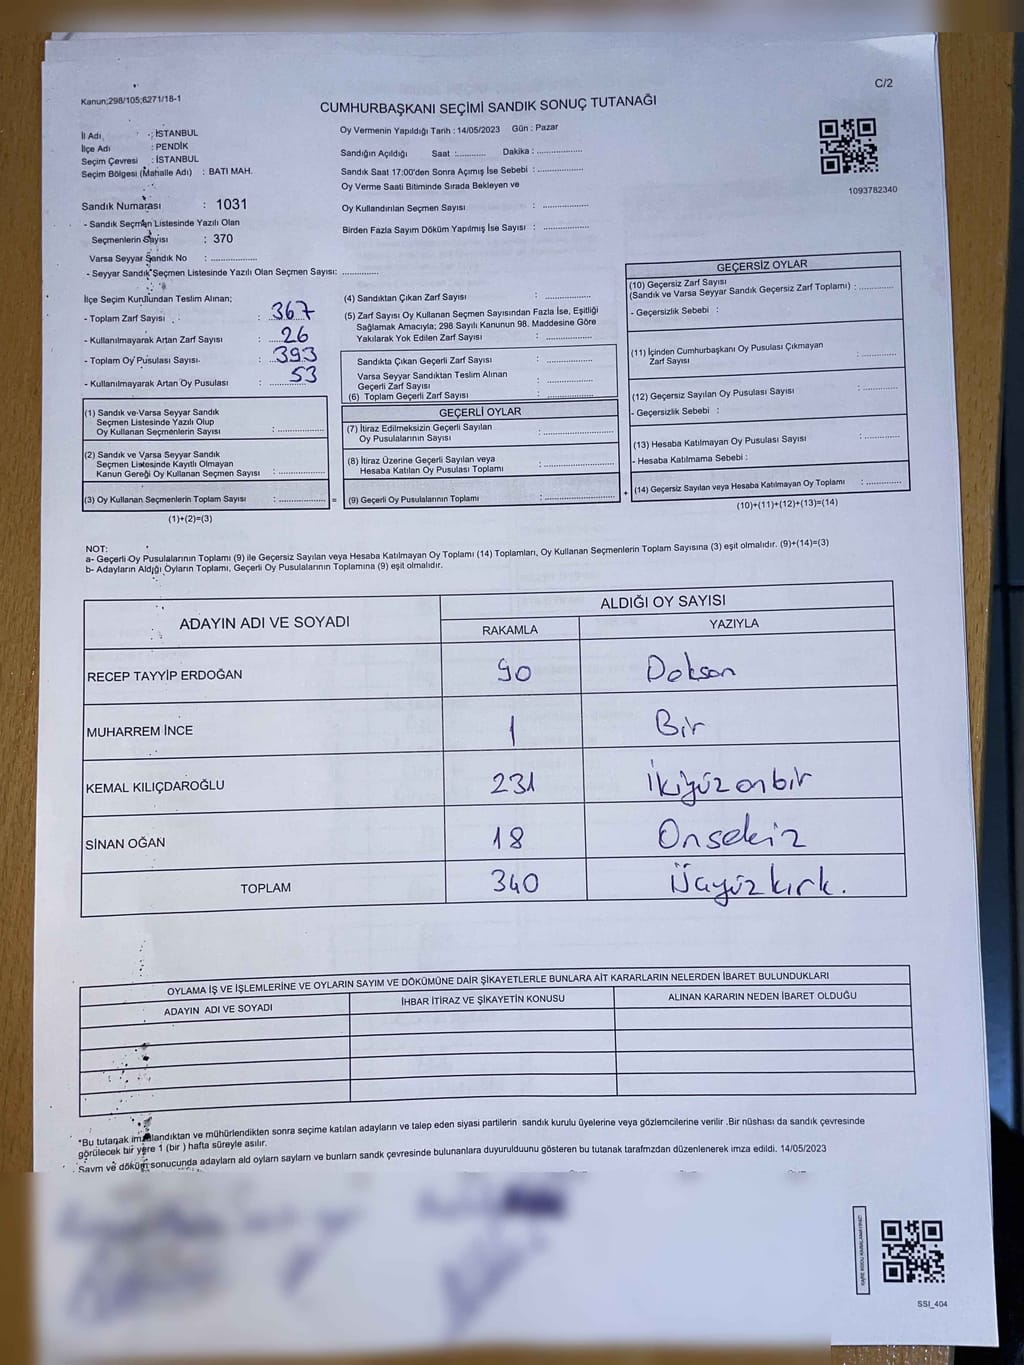 C/2
Kanun;298/105;6271/18-1
CUMHURBAŞKANI SEÇİMİ SANDIK SONUÇ TUTANAĞI
İl Adı : İSTANBUL
İlçe Adı : PENDİK
Seçim Çevresi : İSTANBUL
Seçim Bölgesi (Mahalle Adı) : BATI MAH.
Sandık Numarası : 1031
- Sandık Seçmen Listesinde Yazılı Olan
Seçmenlerin Sayısı : 370
Varsa Seyyar Sandık No : ..................
- Seyyar Sandık Seçmen Listesinde Yazılı Olan Seçmen Sayısı: ..............
Oy Vermenin Yapıldığı Tarih : 14/05/2023 Gün : Pazar
Sandığın Açıldığı Saat :........... Dakika : .................
Sandık Saat 17:00'den Sonra Açımış İse Sebebi : .................
Oy Verme Saati Bitiminde Sırada Bekleyen ve
Oy Kullandırılan Seçmen Sayısı : .................
Birden Fazla Sayım Döküm Yapılmış İse Sayısı : .................
1093782340
İlçe Seçim Kurulundan Teslim Alınan;
- Toplam Zarf Sayısı : 367
- Kullanılmayarak Artan Zarf Sayısı : 26
- Toplam Oy Pusulası Sayısı : 393
- Kullanılmayarak Artan Oy Pusulası : 53
(1) Sandık ve Varsa Seyyar Sandık
Seçmen Listesinde Yazılı Olup
Oy Kullanan Seçmenlerin Sayısı : .................
(2) Sandık ve Varsa Seyyar Sandık
Seçmen Listesinde Kayıtlı Olmayan
Kanun Gereği Oy Kullanan Seçmen Sayısı : .................
(3) Oy Kullanan Seçmenlerin Toplam Sayısı : ................. =
(1)+(2)=(3)
(4) Sandıktan Çıkan Zarf Sayısı : .................
(5) Zarf Sayısı Oy Kullanan Seçmen Sayısından Fazla İse, Eşitliği
Sağlamak Amacıyla; 298 Sayılı Kanunun 98. Maddesine Göre
Yakılarak Yok Edilen Zarf Sayısı : .................
Sandıkta Çıkan Geçerli Zarf Sayısı : .................
Varsa Seyyar Sandıktan Teslim Alınan
Geçerli Zarf Sayısı : .................
(6) Toplam Geçerli Zarf Sayısı : .................
GEÇERLİ OYLAR
(7) İtiraz Edilmeksizin Geçerli Sayılan
Oy Pusulalarının Sayısı : .................
(8) İtiraz Üzerine Geçerli Sayılan veya
Hesaba Katılan Oy Pusulası Toplamı : .................
(9) Geçerli Oy Pusulalarının Toplamı : ................. +
GEÇERSİZ OYLAR
(10) Geçersiz Zarf Sayısı
(Sandık ve Varsa Seyyar Sandık Geçersiz Zarf Toplamı) : .............
- Geçersizlik Sebebi :
(11) İçinden Cumhurbaşkanı Oy Pusulası Çıkmayan
Zarf Sayısı : .............
(12) Geçersiz Sayılan Oy Pusulası Sayısı : .............
- Geçersizlik Sebebi :
(13) Hesaba Katılmayan Oy Pusulası Sayısı : .............
- Hesaba Katılmama Sebebi :
(14) Geçersiz Sayılan veya Hesaba Katılmayan Oy Toplamı : .............
(10)+(11)+(12)+(13)=(14)
NOT:
a- Geçerli Oy Pusulalarının Toplamı (9) ile Geçersiz Sayılan veya Hesaba Katılmayan Oy Toplamı (14) Toplamları, Oy Kullanan Seçmenlerin Toplam Sayısına (3) eşit olmalıdır. (9)+(14)=(3)
b- Adayların Aldığı Oyların Toplamı, Geçerli Oy Pusulalarının Toplamına (9) eşit olmalıdır.
ADAYIN ADI VE SOYADI ALDIĞI OY SAYISI
RAKAMLA YAZIYLA
RECEP TAYYİP ERDOĞAN 90 Doksan
MUHARREM İNCE 1 Bir
KEMAL KILIÇDAROĞLU 231 İkiyüzonbir
SİNAN OĞAN 18 Onsekiz
TOPLAM 340 Üçyüzkırk.
OYLAMA İŞ VE İŞLEMLERİNE VE OYLARIN SAYIM VE DÖKÜMÜNE DAİR ŞİKAYETLERLE BUNLARA AİT KARARLARIN NELERDEN İBARET BULUNDUKLARI
ADAYIN ADI VE SOYADI İHBAR İTİRAZ VE ŞİKAYETİN KONUSU ALINAN KARARIN NEDEN İBARET OLDUĞU
*Bu tutanak imzalandıktan ve mühürlendikten sonra seçime katılan adayların ve talep eden siyasi partilerin sandık kurulu üyelerine veya gözlemcilerine verilir .Bir nüshası da sandık çevresinde
görülecek bir yere 1 (bir ) hafta süreyle asılır.
Sayım ve döküm sonucunda adayların ald oyların sayların ve bunların sandk çevresinde bulunanlara duyurulduunu gösteren bu tutanak tarafmzdan düzenlenerek imza edildi. 14/05/2023
SSI_404